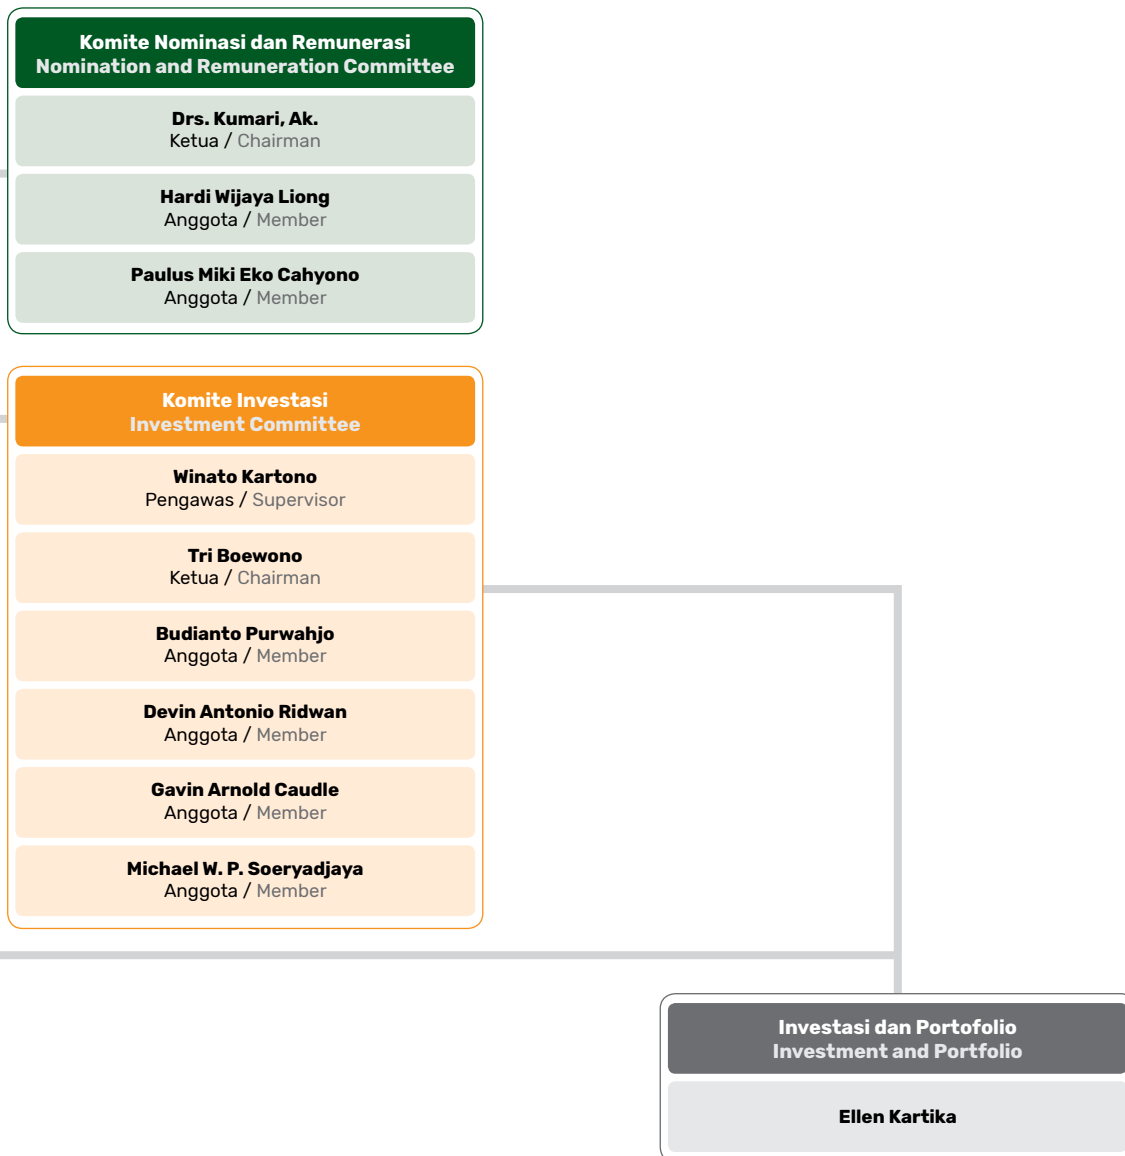 Komite Nominasi dan Remunerasi
Nomination and Remuneration Committee
Drs. Kumari, Ak.
Ketua / Chairman
Hardi Wijaya Liong
Anggota / Member
Paulus Miki Eko Cahyono
Anggota / Member
Komite Investasi
Investment Committee
Winato Kartono
Pengawas / Supervisor
Tri Boewono
Ketua / Chairman
Budianto Purwahjo
Anggota / Member
Devin Antonio Ridwan
Anggota / Member
Gavin Arnold Caudle
Anggota / Member
Michael W. P. Soeryadjaya
Anggota / Member
Investasi dan Portofolio
Investment and Portfolio
Ellen Kartika